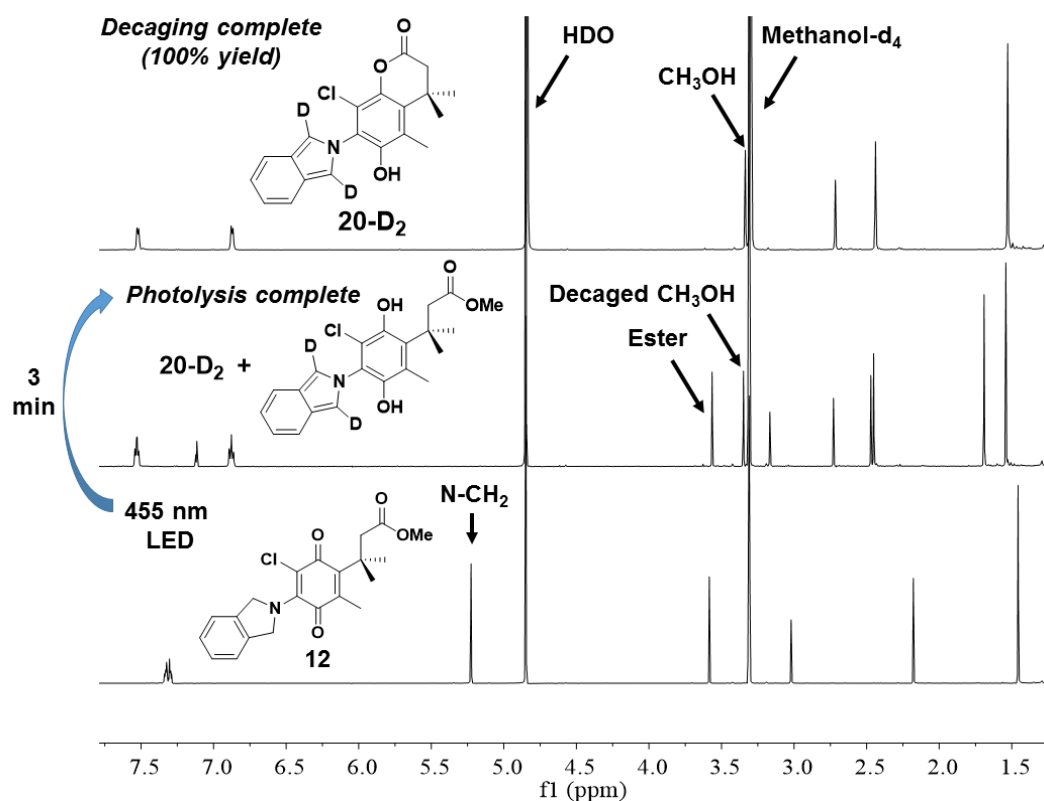 Decaging complete
(100% yield)
O
O
Cl
D
N
OH
D
20-D2
HDO
CH3OH
Methanol-d4
Photolysis complete
20-D2 +
O
OMe
OH
Cl
D
N
OH
D
Ester
Decaged CH3OH
3
min
455 nm
LED
O
OMe
O
Cl
N
O
12
N-CH2
7.5
7.0
6.5
6.0
5.5
5.0
4.5
4.0
3.5
3.0
2.5
2.0
1.5
f1 (ppm)